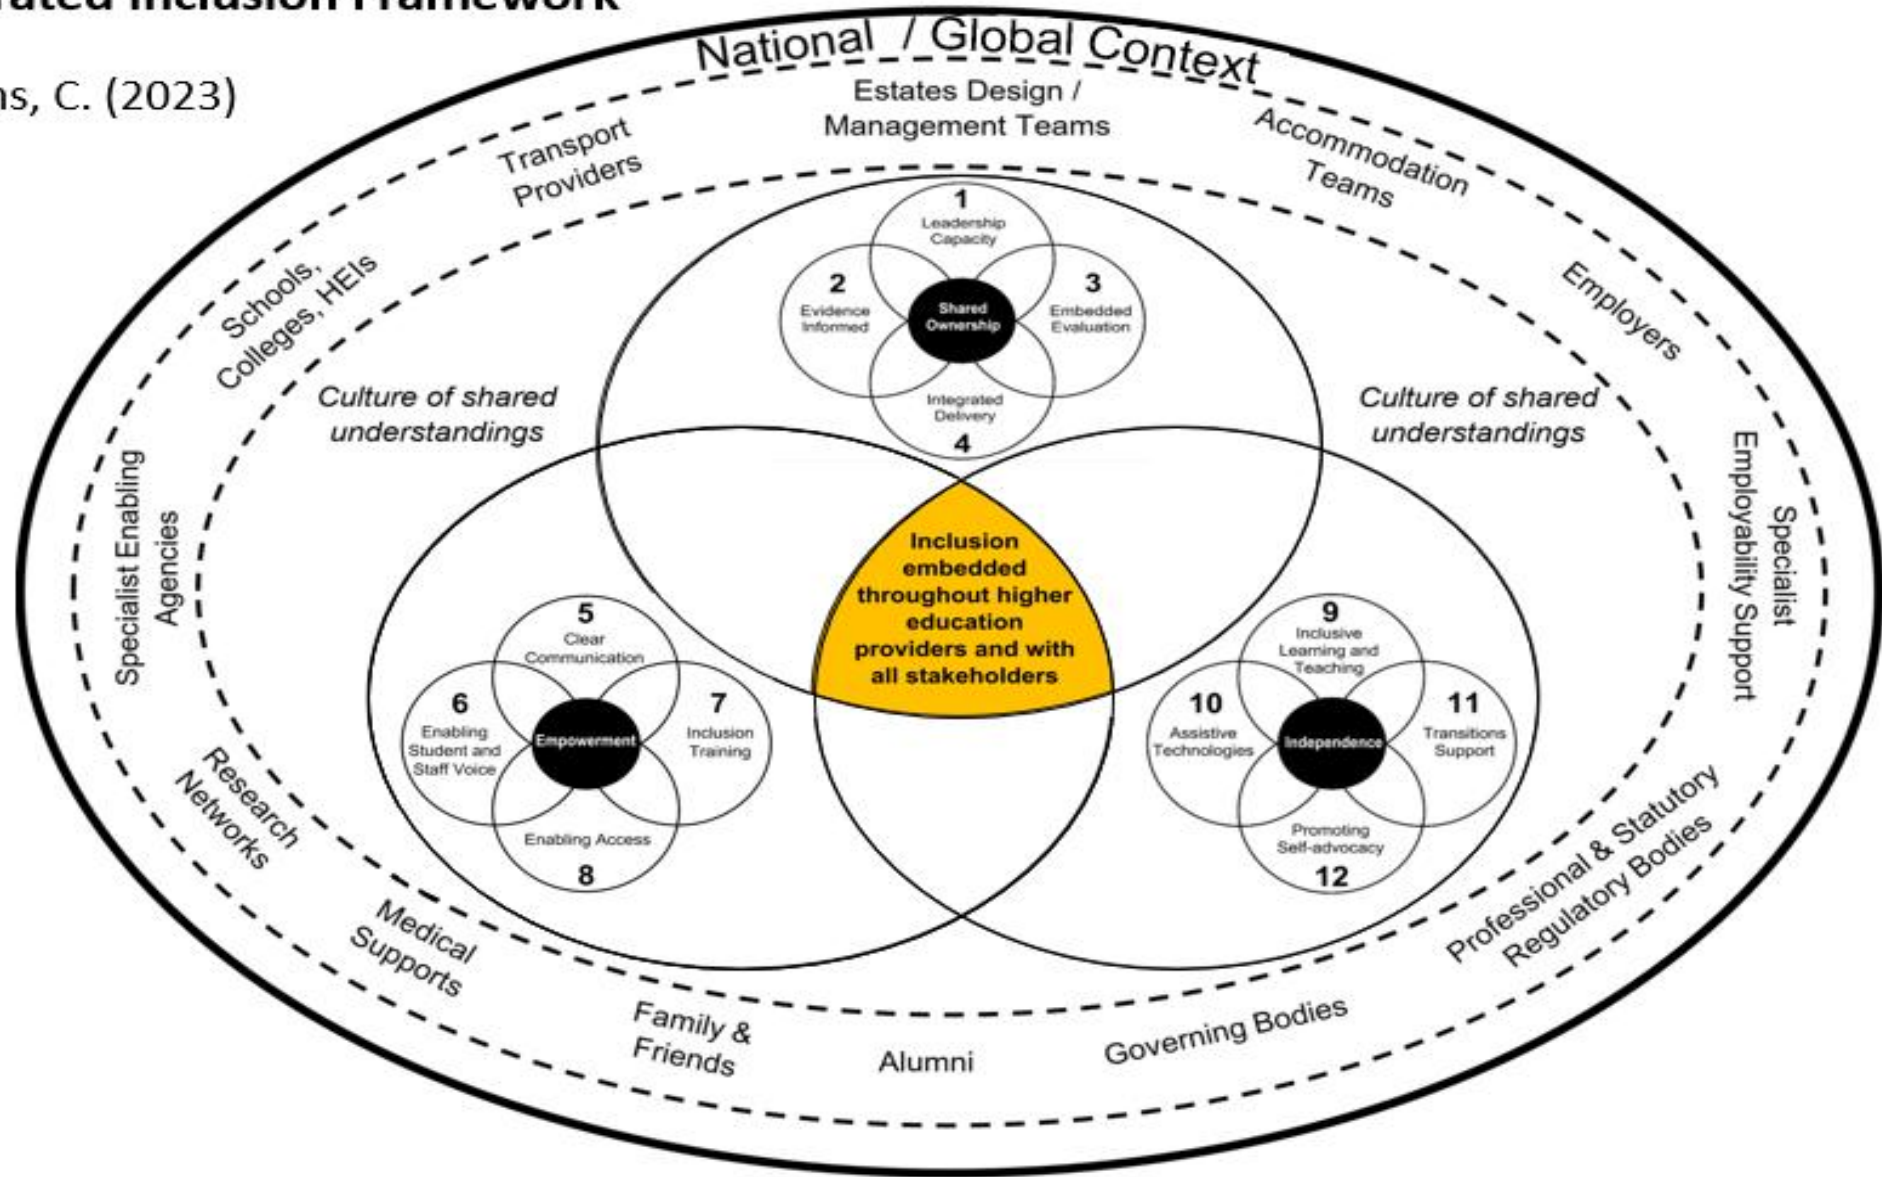 Inclusion Framework
C. (2023)
National / Global Context
Estates Design /
Management Teams
Transport
Providers
Accommodation
Teams
Schools,
Colleges, HEIs
Employers
Culture of shared
understandings
Culture of shared
understandings
Specialist Enabling
Agencies
Specialist
Employability Support
1
Leadership
Capacity
2
Evidence
Informed
Shared
Ownership
3
Embedded
Evaluation
Integrated
Delivery
4
Inclusion
embedded
throughout higher
education
providers and with
all stakeholders
5
Clear
Communication
6
Enabling
Student and
Staff Voice
Empowerment
7
Inclusion
Training
Enabling Access
8
9
Inclusive
Learning and
Teaching
10
Assistive
Technologies
Independence
11
Transitions
Support
Promoting
Self-advocacy
12
Research
Networks
Medical
Supports
Family &
Friends
Alumni
Governing Bodies
Professional & Statutory
Regulatory Bodies